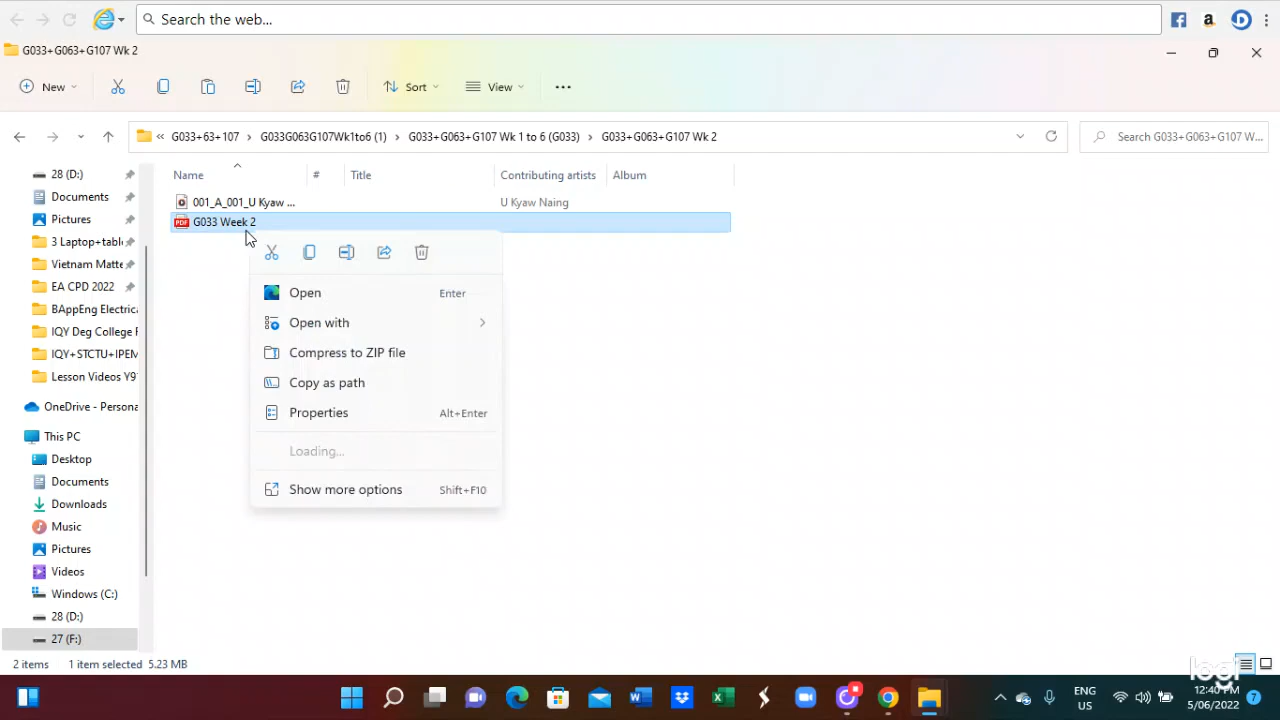 Search the web...
G033+G063+G107 Wk 2
New
Sort
View
G033+63+107
G033G063G107Wk1to6 (1)
G033+G063+G107 Wk 1 to 6 (G033)
G033+G063+G107 Wk 2
Search G033+G063+G107 W...
Name
#
Title
Contributing artists
Album
001_A_001_U Kyaw ...
U Kyaw Naing
PDF
G033 Week 2
28 (D:)
Documents
Pictures
3 Laptop+table
Vietnam Matte
EA CPD 2022
BAppEng Electrica
IQY Deg College F
IQY+STCTU+IPEM
Lesson Videos Y9
OneDrive - Persona
This PC
Desktop
Documents
Downloads
Music
Pictures
Videos
Windows (C:)
28 (D:)
27 (F:)
Open Enter
Open with
Compress to ZIP file
Copy as path
Properties Alt+Enter
Loading...
Show more options Shift+F10
2 items 1 item selected 5.23 MB
ENG
US
12:40 PM
5/06/2022
7